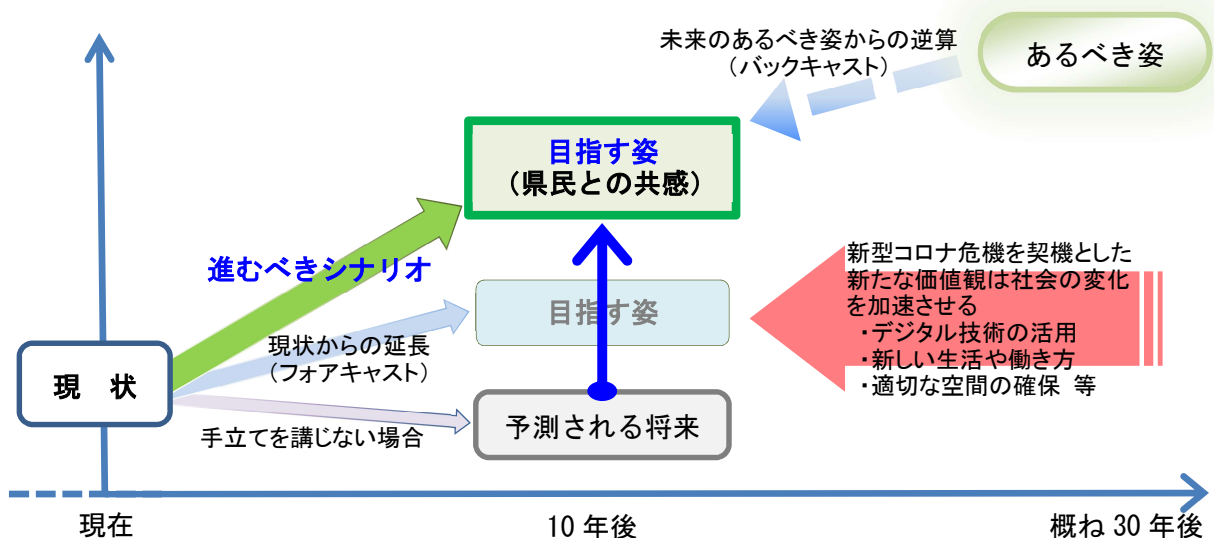 未来のあるべき姿からの逆算
（バックキャスト）
あるべき姿
目指す姿
（県民との共感）
進むべきシナリオ
新型コロナ危機を契機とした
新たな価値観は社会の変化
を加速させる
・デジタル技術の活用
・新しい生活や働き方
・適切な空間の確保 等
目指す姿
現状からの延長
（フォアキャスト）
現 状
手立てを講じない場合
予測される将来
現在
10 年後
概ね 30 年後